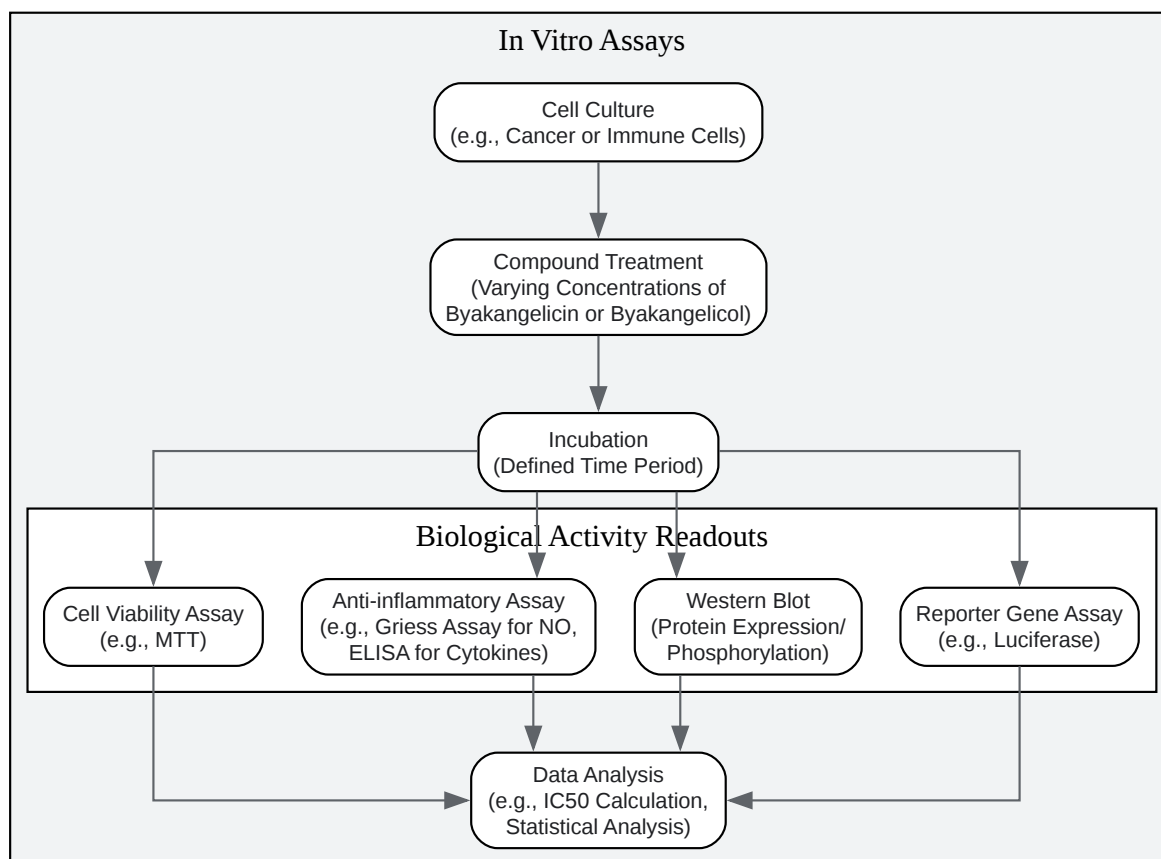 In Vitro Assays
Cell Culture
(e.g., Cancer or Immune Cells)
Compound Treatment
(Varying Concentrations of
Byakangelicin or Byakangelicol)
Incubation
(Defined Time Period)
Biological Activity Readouts
Cell Viability Assay
(e.g., MTT)
Anti-inflammatory Assay
(e.g., Griess Assay for NO,
ELISA for Cytokines)
Western Blot
(Protein Expression/
Phosphorylation)
Reporter Gene Assay
(e.g., Luciferase)
Data Analysis
(e.g., IC50 Calculation,
Statistical Analysis)